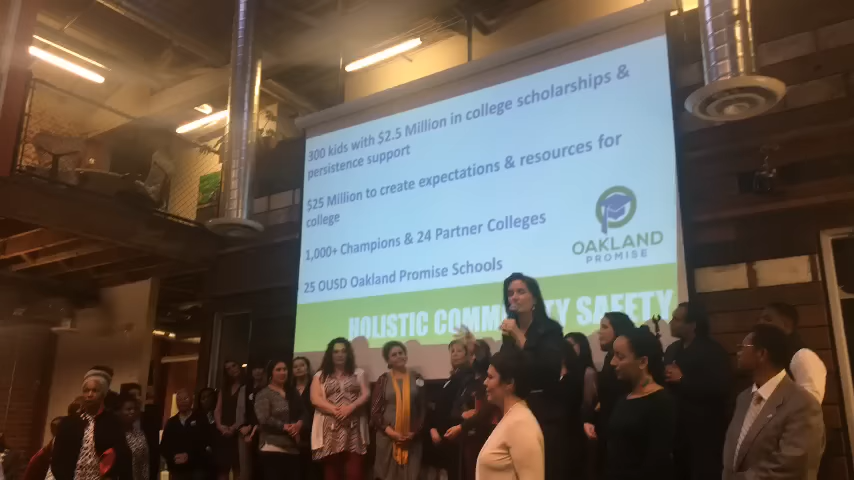 300 kids with $2.5 Million in college scholarships &
persistence support
$25 Million to create expectations & resources for
college
1,000+ Champions & 24 Partner Colleges
25 OUSD Oakland Promise Schools
OAKLAND
PROMISE
HOLISTIC COMMUNITY SAFETY